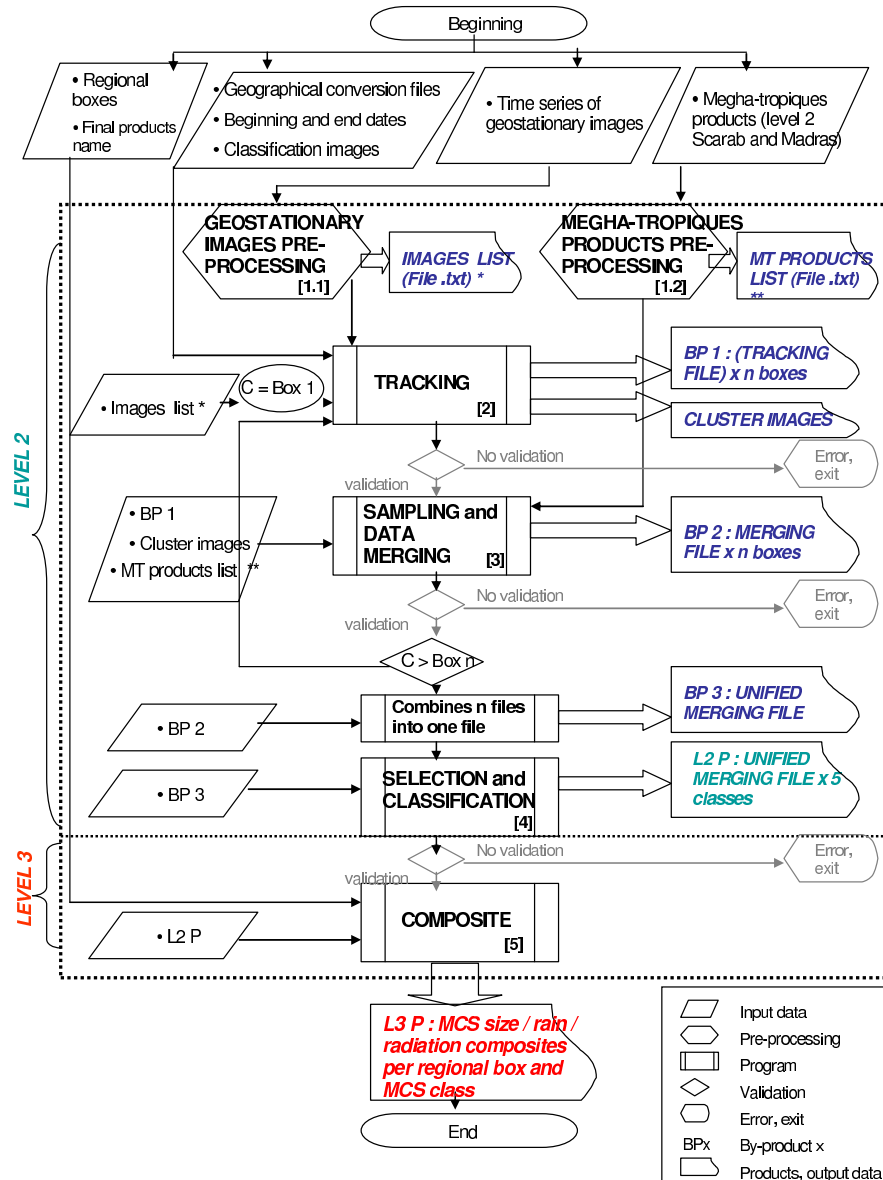 Beginning
• Regional
boxes
• Final products
name
• Geographical conversion files
• Beginning and end dates
• Classification images
• Time series of
geostationary images
• Megha-tropiques
products (level 2
Scarab and Madras)
GEOSTATIONARY
IMAGES PRE-
PROCESSING
[1.1]
IMAGES LIST
(File .txt) *
MEGHA-TROPIQUES
PRODUCTS PRE-
PROCESSING
[1.2]
MT PRODUCTS
LIST (File .txt)
**
LEVEL 2
• Images list *
C = Box 1
TRACKING
[2]
BP 1 : (TRACKING
FILE) x n boxes
CLUSTER IMAGES
No validation
validation
Error,
exit
• BP 1
• Cluster images
• MT products list **
SAMPLING and
DATA
MERGING
[3]
BP 2 : MERGING
FILE x n boxes
No validation
validation
Error,
exit
C > Box n
• BP 2
Combines n files
into one file
BP 3 : UNIFIED
MERGING FILE
• BP 3
SELECTION and
CLASSIFICATION
[4]
L2 P : UNIFIED
MERGING FILE x 5
classes
LEVEL 3
No validation
validation
Error,
exit
• L2 P
COMPOSITE
[5]
L3 P : MCS size / rain /
radiation composites
per regional box and
MCS class
End
Input data
Pre-processing
Program
Validation
Error, exit
BPx By-product x
Products, output data